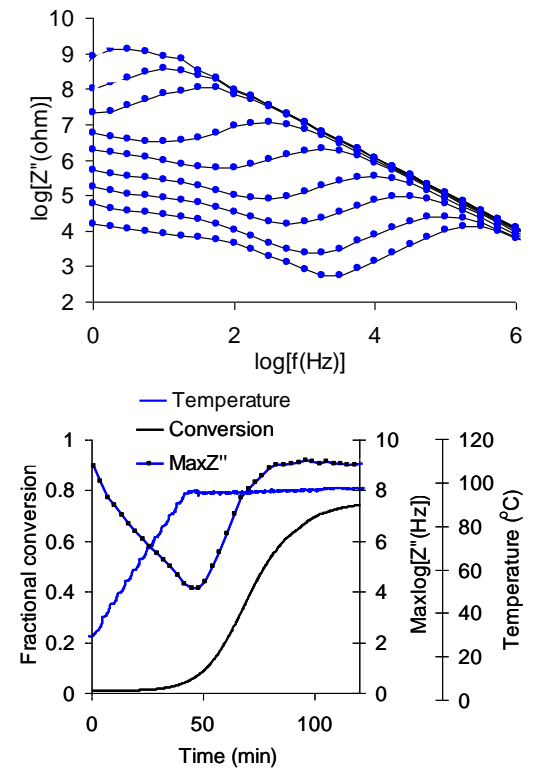 10
9
8
7
6
5
4
3
2
log[Z"(ohm)]
0 2 4 6
log[f(Hz)]
Temperature
Conversion
MaxZ"
1
0.8
0.6
0.4
0.2
0
Fractional conversion
10
8
6
4
2
0
Maxlog[Z"(Hz)]
120
100
80
60
40
20
0
Temperature (°C)
0 50 100
Time (min)